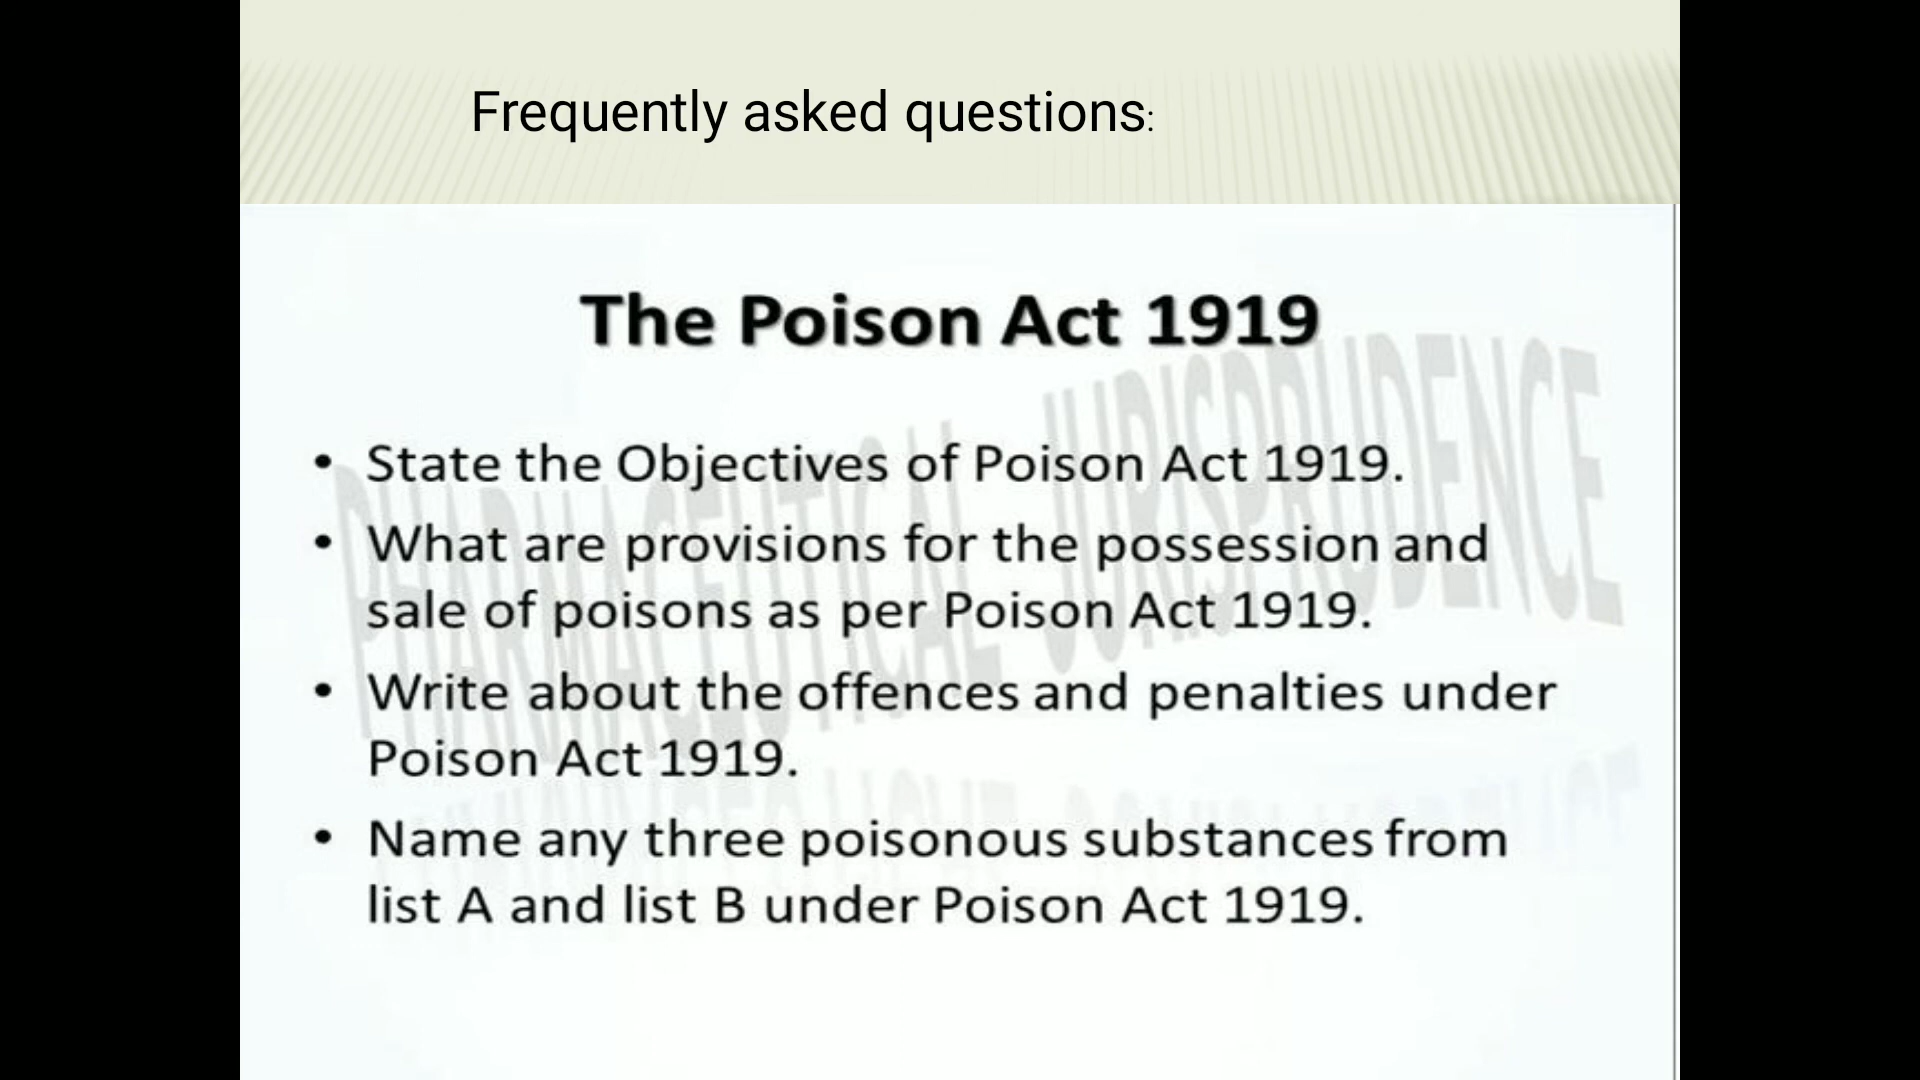 Frequently asked questions:
The Poison Act 1919
PHARMACEUTICAL JURISPRUDENCE
• State the Objectives of Poison Act 1919.
• What are provisions for the possession and
sale of poisons as per Poison Act 1919.
• Write about the offences and penalties under
Poison Act 1919.
• Name any three poisonous substances from
list A and list B under Poison Act 1919.